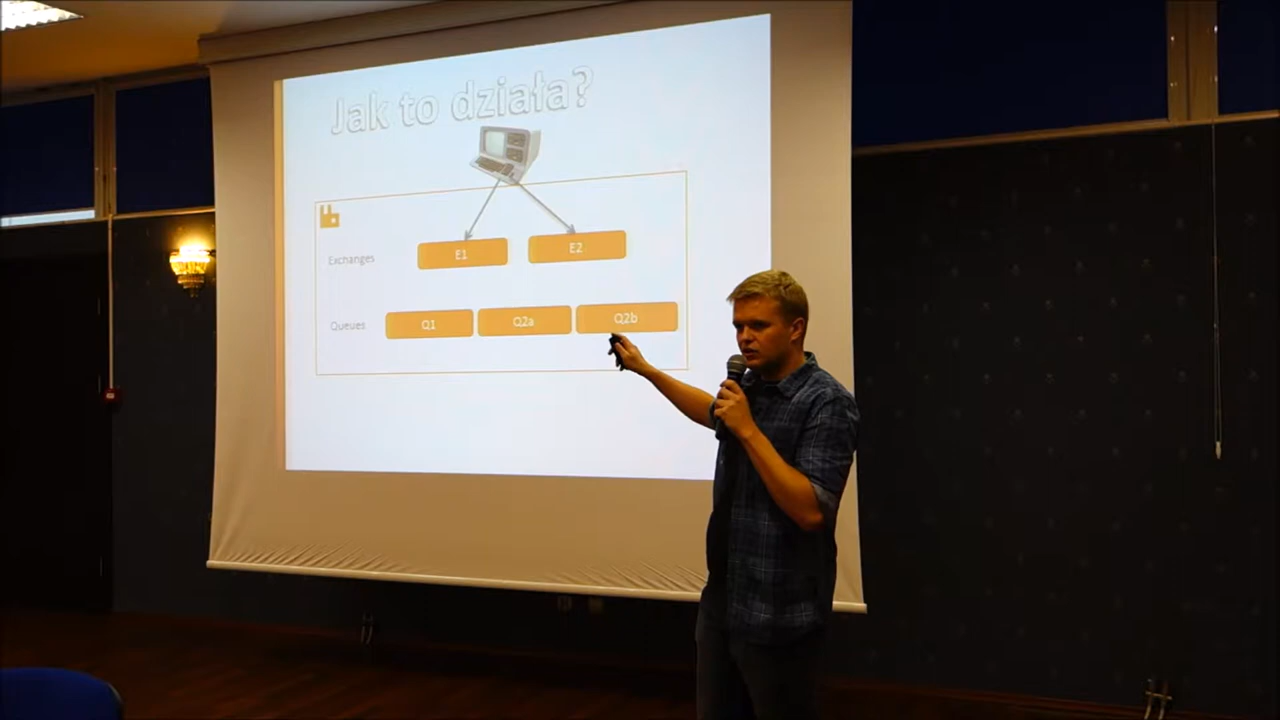 Jak to działa?
Exchanges
E1
E2
Queues
Q1
Q2a
Q2b